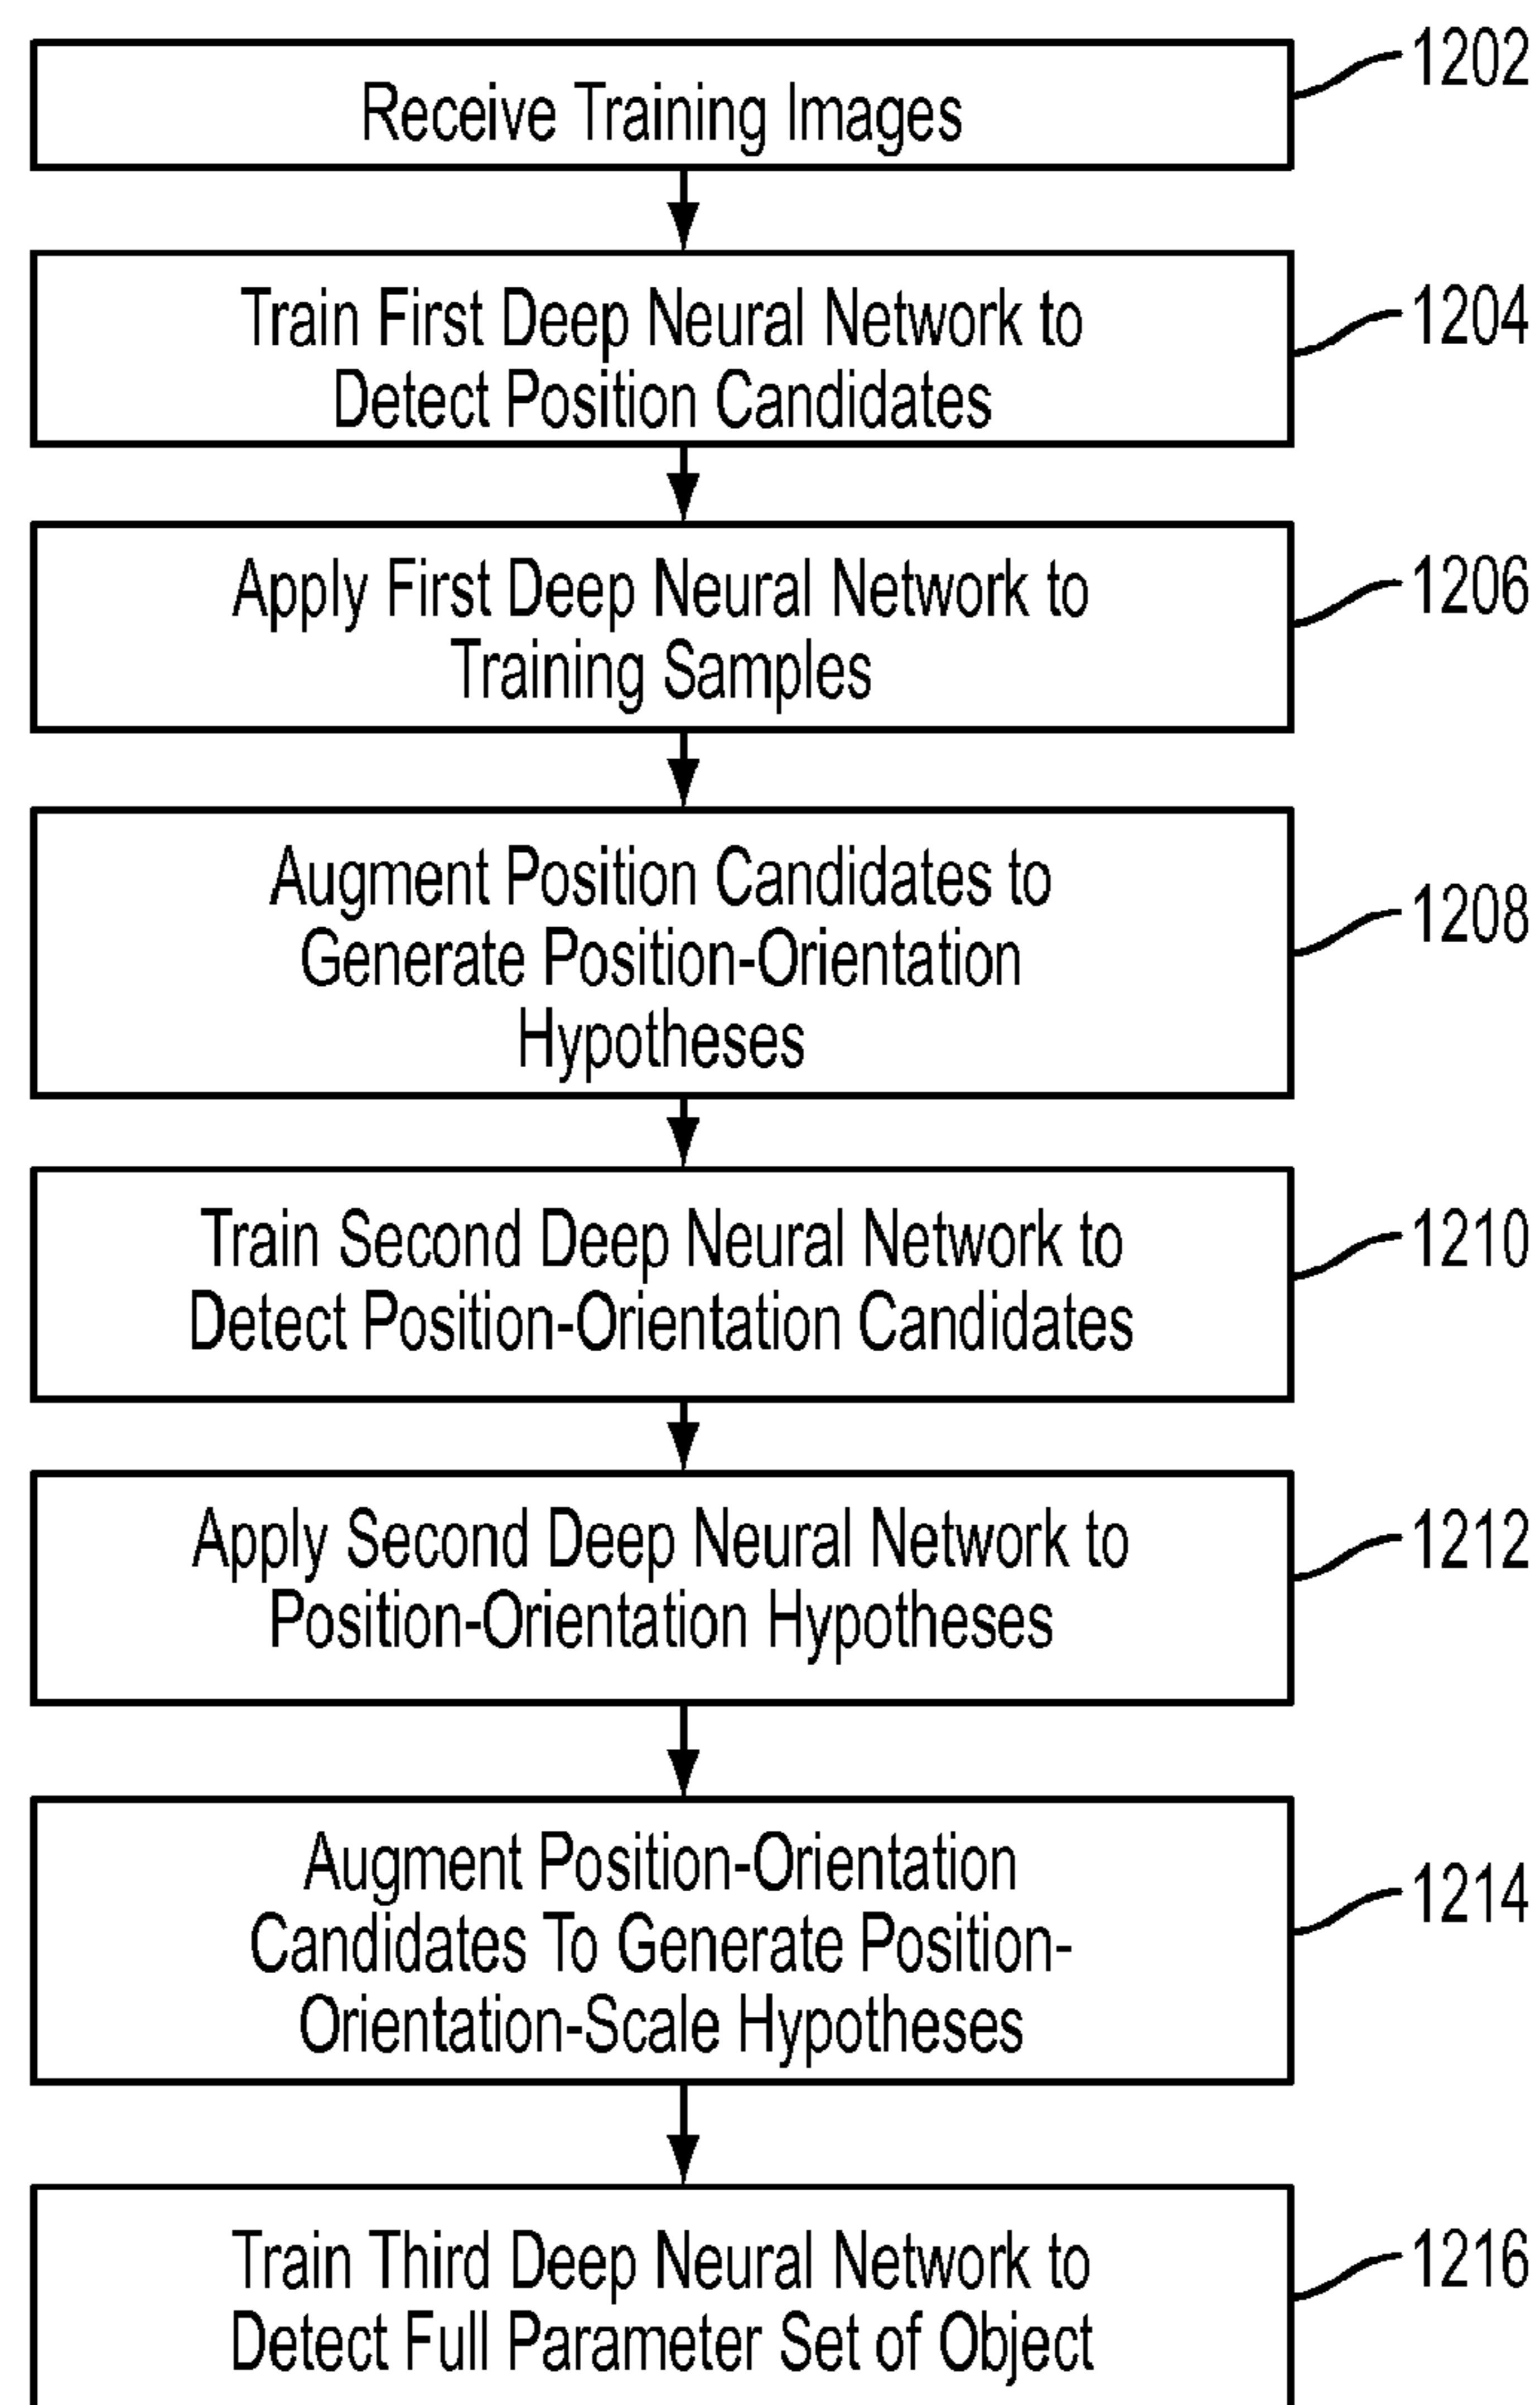 Receive Training Images
1202
Train First Deep Neural Network to
Detect Position Candidates
1204
Apply First Deep Neural Network to
Training Samples
1206
Augment Position Candidates to
Generate Position-Orientation
Hypotheses
1208
Train Second Deep Neural Network to
Detect Position-Orientation Candidates
1210
Apply Second Deep Neural Network to
Position-Orientation Hypotheses
1212
Augment Position-Orientation
Candidates To Generate Position-
Orientation-Scale Hypotheses
1214
Train Third Deep Neural Network to
Detect Full Parameter Set of Object
1216